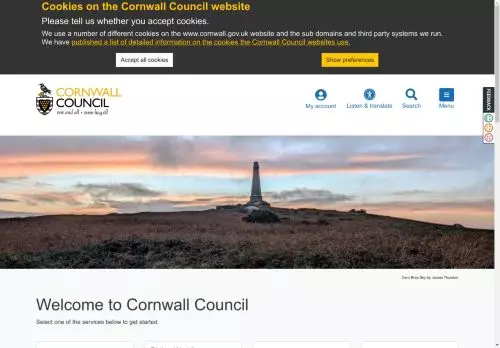 Cookies on the Cornwall Council website
Please tell us whether you accept cookies.
We use a number of different cookies on the www.cornwall.gov.uk website and the sub domains and third party systems we run.
We have published a list of detailed information on the cookies the Cornwall Council websites use.
Accept all cookies
Show preferences
CORNWALL
COUNCIL
one and all • onen hag oll
My account
Listen & translate
Search
Menu
FEEDBACK
Carn Brea Sky by James Thurston
Welcome to Cornwall Council
Select one of the services below to get started.